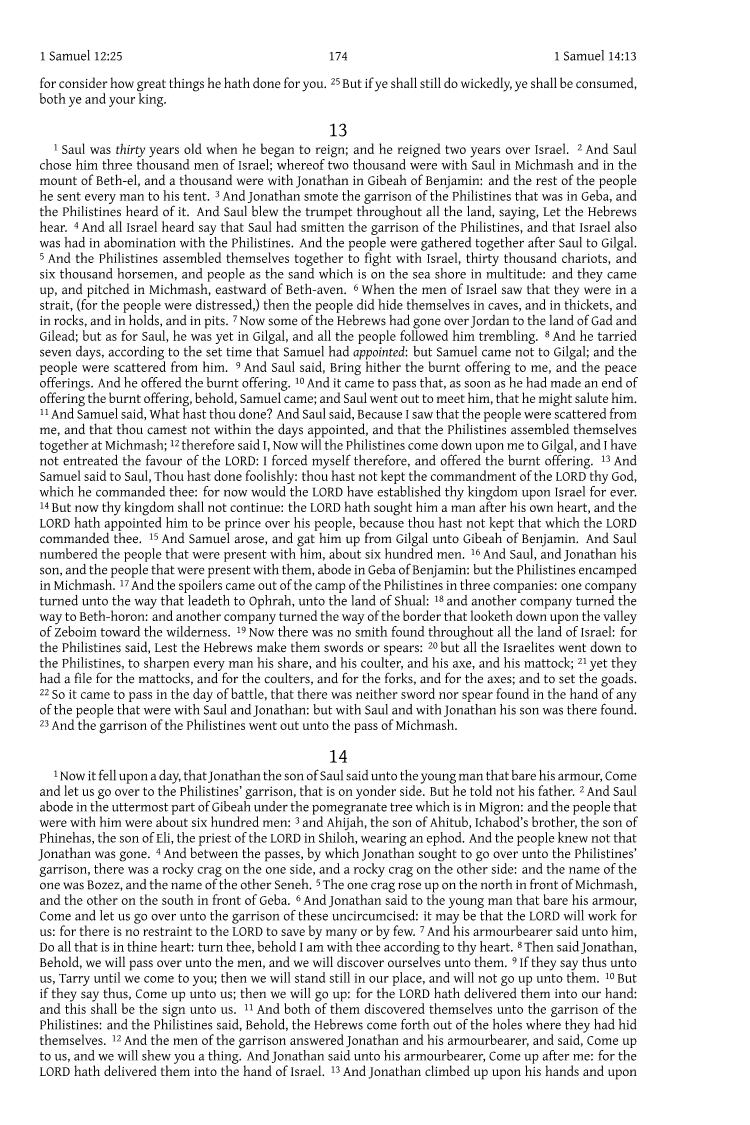 1 Samuel 12:25 174 1 Samuel 14:13
for consider how great things he hath done for you. 25 But if ye shall still do wickedly, ye shall be consumed,
both ye and your king.
13
1 Saul was thirty years old when he began to reign; and he reigned two years over Israel. 2 And Saul
chose him three thousand men of Israel; whereof two thousand were with Saul in Michmash and in the
mount of Beth-el, and a thousand were with Jonathan in Gibeah of Benjamin: and the rest of the people
he sent every man to his tent. 3 And Jonathan smote the garrison of the Philistines that was in Geba, and
the Philistines heard of it. And Saul blew the trumpet throughout all the land, saying, Let the Hebrews
hear. 4 And all Israel heard say that Saul had smitten the garrison of the Philistines, and that Israel also
was had in abomination with the Philistines. And the people were gathered together after Saul to Gilgal.
5 And the Philistines assembled themselves together to fight with Israel, thirty thousand chariots, and
six thousand horsemen, and people as the sand which is on the sea shore in multitude: and they came
up, and pitched in Michmash, eastward of Beth-aven. 6 When the men of Israel saw that they were in a
strait, (for the people were distressed,) then the people did hide themselves in caves, and in thickets, and
in rocks, and in holds, and in pits. 7 Now some of the Hebrews had gone over Jordan to the land of Gad and
Gilead; but as for Saul, he was yet in Gilgal, and all the people followed him trembling. 8 And he tarried
seven days, according to the set time that Samuel had appointed: but Samuel came not to Gilgal; and the
people were scattered from him. 9 And Saul said, Bring hither the burnt offering to me, and the peace
offerings. And he offered the burnt offering. 10 And it came to pass that, as soon as he had made an end of
offering the burnt offering, behold, Samuel came; and Saul went out to meet him, that he might salute him.
11 And Samuel said, What hast thou done? And Saul said, Because I saw that the people were scattered from
me, and that thou camest not within the days appointed, and that the Philistines assembled themselves
together at Michmash; 12 therefore said I, Now will the Philistines come down upon me to Gilgal, and I have
not entreated the favour of the LORD: I forced myself therefore, and offered the burnt offering. 13 And
Samuel said to Saul, Thou hast done foolishly: thou hast not kept the commandment of the LORD thy God,
which he commanded thee: for now would the LORD have established thy kingdom upon Israel for ever.
14 But now thy kingdom shall not continue: the LORD hath sought him a man after his own heart, and the
LORD hath appointed him to be prince over his people, because thou hast not kept that which the LORD
commanded thee. 15 And Samuel arose, and gat him up from Gilgal unto Gibeah of Benjamin. And Saul
numbered the people that were present with him, about six hundred men. 16 And Saul, and Jonathan his
son, and the people that were present with them, abode in Geba of Benjamin: but the Philistines encamped
in Michmash. 17 And the spoilers came out of the camp of the Philistines in three companies: one company
turned unto the way that leadeth to Ophrah, unto the land of Shual: 18 and another company turned the
way to Beth-horon: and another company turned the way of the border that looketh down upon the valley
of Zeboim toward the wilderness. 19 Now there was no smith found throughout all the land of Israel: for
the Philistines said, Lest the Hebrews make them swords or spears: 20 but all the Israelites went down to
the Philistines, to sharpen every man his share, and his coulter, and his axe, and his mattock; 21 yet they
had a file for the mattocks, and for the coulters, and for the forks, and for the axes; and to set the goads.
22 So it came to pass in the day of battle, that there was neither sword nor spear found in the hand of any
of the people that were with Saul and Jonathan: but with Saul and with Jonathan his son was there found.
23 And the garrison of the Philistines went out unto the pass of Michmash.
14
1 Now it fell upon a day, that Jonathan the son of Saul said unto the young man that bare his armour, Come
and let us go over to the Philistines’ garrison, that is on yonder side. But he told not his father. 2 And Saul
abode in the uttermost part of Gibeah under the pomegranate tree which is in Migron: and the people that
were with him were about six hundred men: 3 and Ahijah, the son of Ahitub, Ichabod’s brother, the son of
Phinehas, the son of Eli, the priest of the LORD in Shiloh, wearing an ephod. And the people knew not that
Jonathan was gone. 4 And between the passes, by which Jonathan sought to go over unto the Philistines’
garrison, there was a rocky crag on the one side, and a rocky crag on the other side: and the name of the
one was Bozez, and the name of the other Seneh. 5 The one crag rose up on the north in front of Michmash,
and the other on the south in front of Geba. 6 And Jonathan said to the young man that bare his armour,
Come and let us go over unto the garrison of these uncircumcised: it may be that the LORD will work for
us: for there is no restraint to the LORD to save by many or by few. 7 And his armourbearer said unto him,
Do all that is in thine heart: turn thee, behold I am with thee according to thy heart. 8 Then said Jonathan,
Behold, we will pass over unto the men, and we will discover ourselves unto them. 9 If they say thus unto
us, Tarry until we come to you; then we will stand still in our place, and will not go up unto them. 10 But
if they say thus, Come up unto us; then we will go up: for the LORD hath delivered them into our hand:
and this shall be the sign unto us. 11 And both of them discovered themselves unto the garrison of the
Philistines: and the Philistines said, Behold, the Hebrews come forth out of the holes where they had hid
themselves. 12 And the men of the garrison answered Jonathan and his armourbearer, and said, Come up
to us, and we will shew you a thing. And Jonathan said unto his armourbearer, Come up after me: for the
LORD hath delivered them into the hand of Israel. 13 And Jonathan climbed up upon his hands and upon